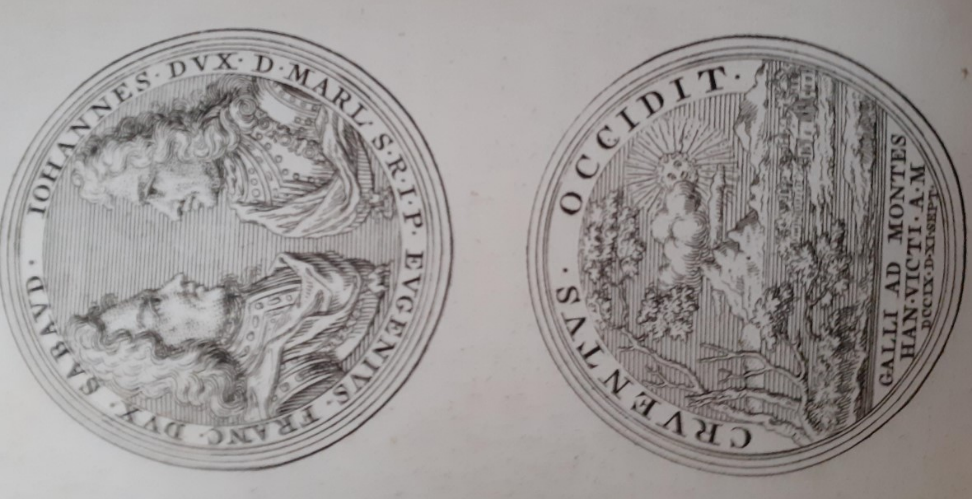 IOHANNES · DVX · D · MARL · S · R · I · P · EVGENIVS · FRANC · DVX · SABAVD ·
CRVENTVS · OCCIDIT ·
GALLI AD MONTES
HAN · VICTI · A · M
DCCIX · D · XI · SEPT ·